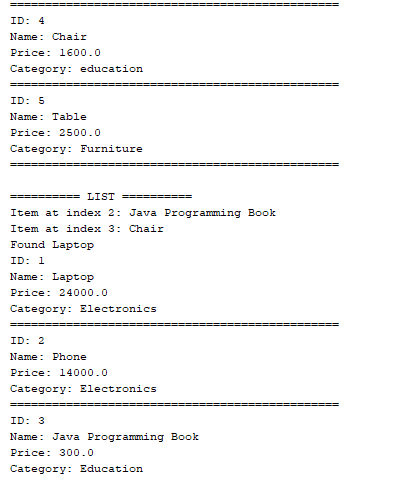 ===============================================
ID: 4
Name: Chair
Price: 1600.0
Category: education
===============================================
ID: 5
Name: Table
Price: 2500.0
Category: Furniture
===============================================
========== LIST ==========
Item at index 2: Java Programming Book
Item at index 3: Chair
Found Laptop
ID: 1
Name: Laptop
Price: 24000.0
Category: Electronics
===============================================
ID: 2
Name: Phone
Price: 14000.0
Category: Electronics
===============================================
ID: 3
Name: Java Programming Book
Price: 300.0
Category: Education